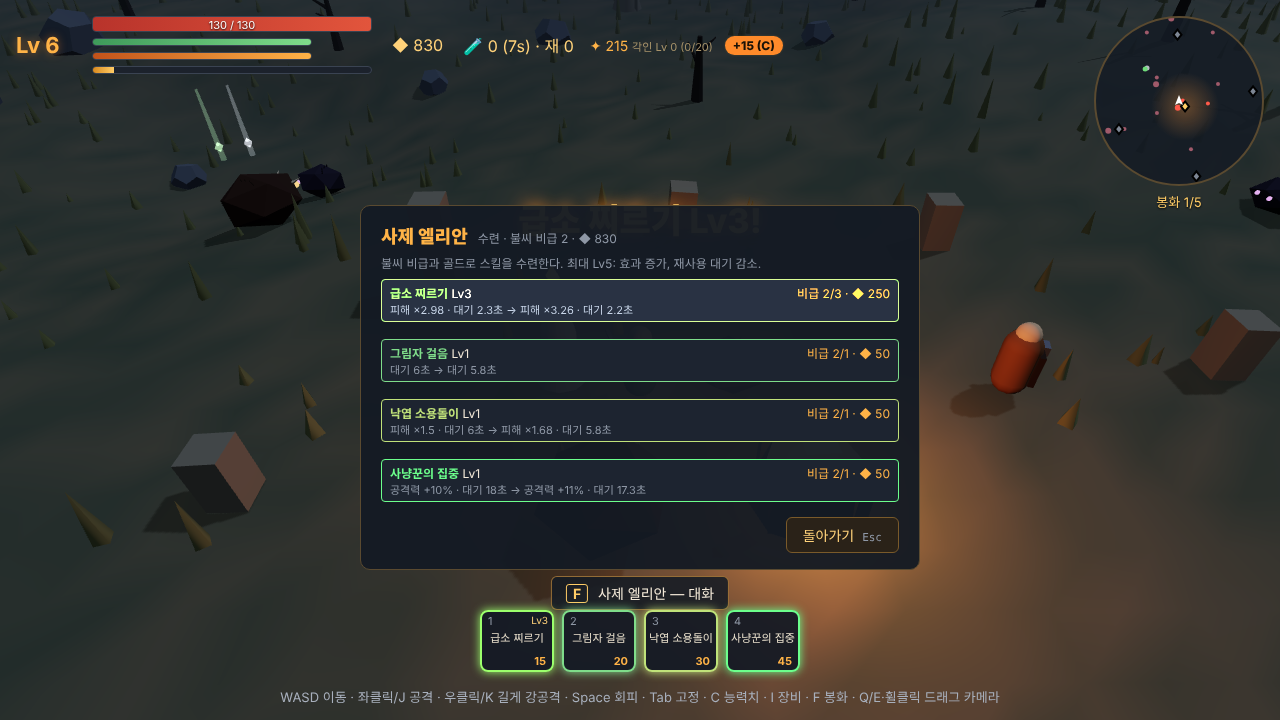 Lv 6
130 / 130
◆ 830
🧪 0 (7s) · 재 0
✦ 215 각인 Lv 0 (0/20)
+15 (C)
봉화 1/5
급소 찌르기 Lv3!
사제 엘리안 수련 · 불씨 비급 2 · ◆ 830
불씨 비급과 골드로 스킬을 수련한다. 최대 Lv5: 효과 증가, 재사용 대기 감소.
급소 찌르기 Lv3 비급 2/3 · ◆ 250
피해 ×2.98 · 대기 2.3초 → 피해 ×3.26 · 대기 2.2초
그림자 걸음 Lv1 비급 2/1 · ◆ 50
대기 6초 → 대기 5.8초
낙엽 소용돌이 Lv1 비급 2/1 · ◆ 50
피해 ×1.5 · 대기 6초 → 피해 ×1.68 · 대기 5.8초
사냥꾼의 집중 Lv1 비급 2/1 · ◆ 50
공격력 +10% · 대기 18초 → 공격력 +11% · 대기 17.3초
돌아가기 Esc
F 사제 엘리안 — 대화
1 Lv3
급소 찌르기
15
2
그림자 걸음
20
3
낙엽 소용돌이
30
4
사냥꾼의 집중
45
WASD 이동 · 좌클릭/J 공격 · 우클릭/K 길게 강공격 · Space 회피 · Tab 고정 · C 능력치 · I 장비 · F 봉화 · Q/E·휠클릭 드래그 카메라